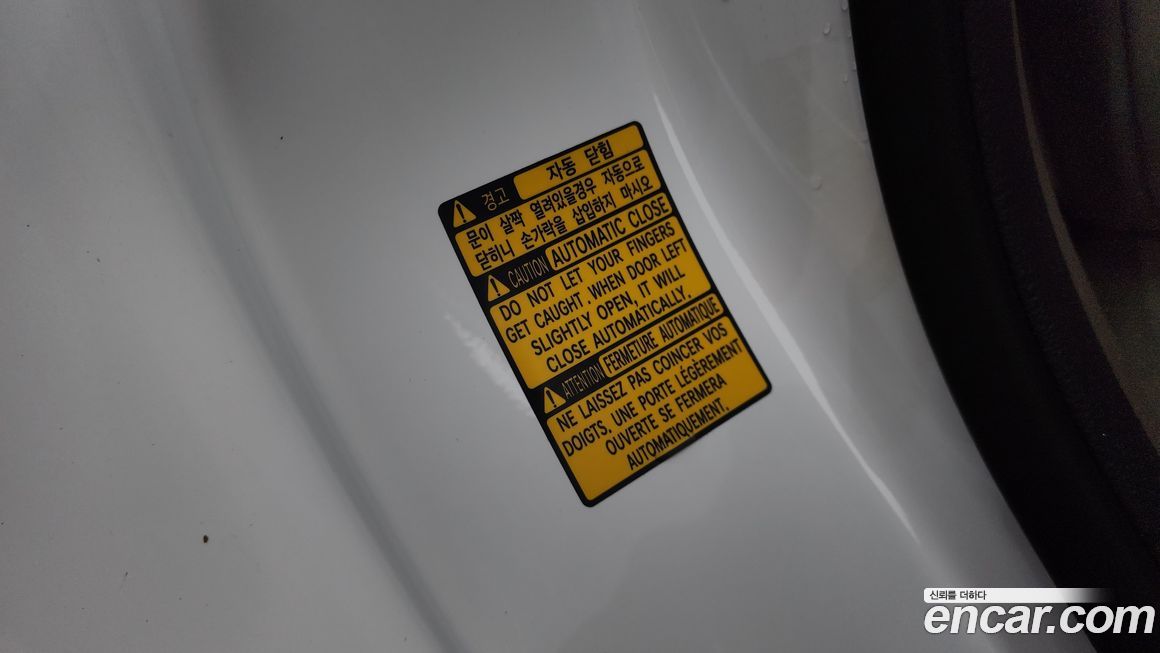 경고 자동 닫힘
문이 살짝 열려있을경우 자동으로
닫히니 손가락을 삽입하지 마시오
CAUTION AUTOMATIC CLOSE
DO NOT LET YOUR FINGERS
GET CAUGHT. WHEN DOOR LEFT
SLIGHTLY OPEN, IT WILL
CLOSE AUTOMATICALLY.
ATTENTION FERMETURE AUTOMATIQUE
NE LAISSEZ PAS COINCER VOS
DOIGTS. UNE PORTE LÉGÈREMENT
OUVERTE SE FERMERA
AUTOMATIQUEMENT.
신뢰를 더하다
encar.com